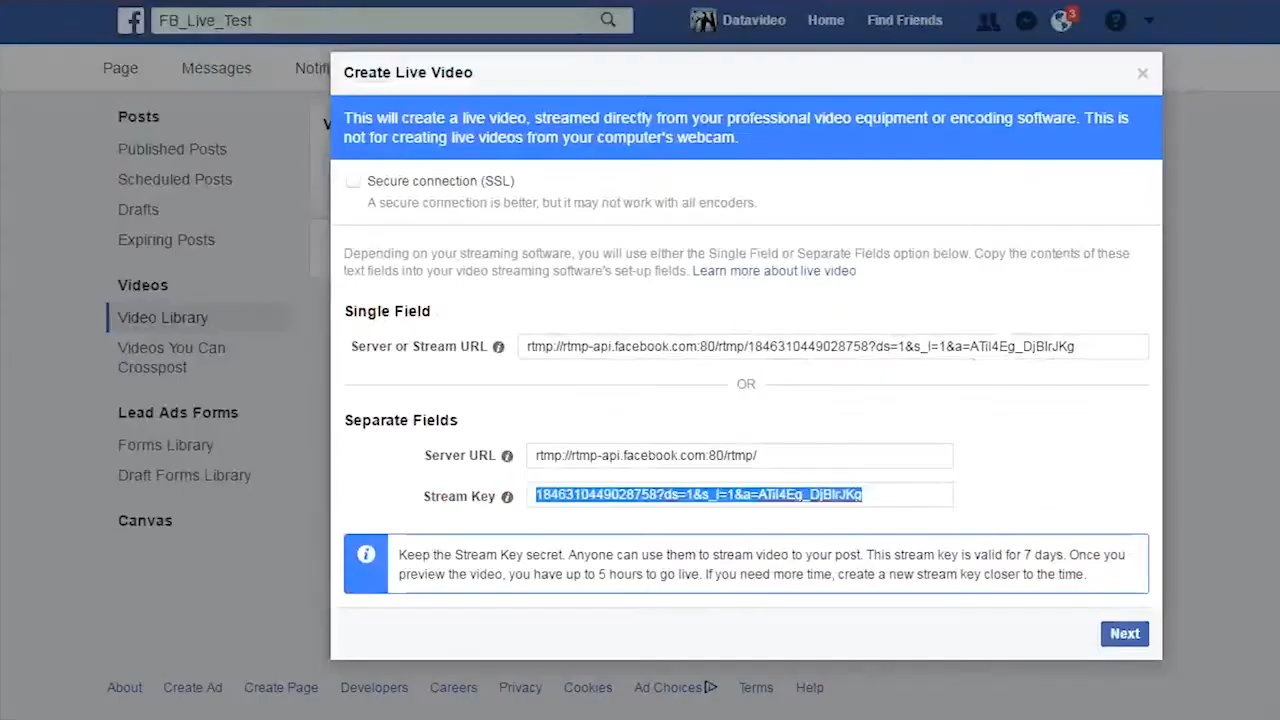 f FB_Live_Test Datavideo Home Find Friends 3 ?
Page Messages Notifi
Create Live Video ×
This will create a live video, streamed directly from your professional video equipment or encoding software. This is
not for creating live videos from your computer's webcam.
Posts
Published Posts
Scheduled Posts
Drafts
Expiring Posts
Videos
Video Library
Videos You Can
Crosspost
Lead Ads Forms
Forms Library
Draft Forms Library
Canvas
V
Secure connection (SSL)
A secure connection is better, but it may not work with all encoders.
Depending on your streaming software, you will use either the Single Field or Separate Fields option below. Copy the contents of these
text fields into your video streaming software's set-up fields. Learn more about live video
Single Field
Server or Stream URL i rtmp://rtmp-api.facebook.com:80/rtmp/1846310449028758?ds=1&s_l=1&a=ATil4Eg_DjBlrJKg
OR
Separate Fields
Server URL i rtmp://rtmp-api.facebook.com:80/rtmp/
Stream Key i 1846310449028758?ds=1&s_l=1&a=ATil4Eg_DjBlrJKg
i Keep the Stream Key secret. Anyone can use them to stream video to your post. This stream key is valid for 7 days. Once you
preview the video, you have up to 5 hours to go live. If you need more time, create a new stream key closer to the time.
Next
About Create Ad Create Page Developers Careers Privacy Cookies Ad Choices Terms Help